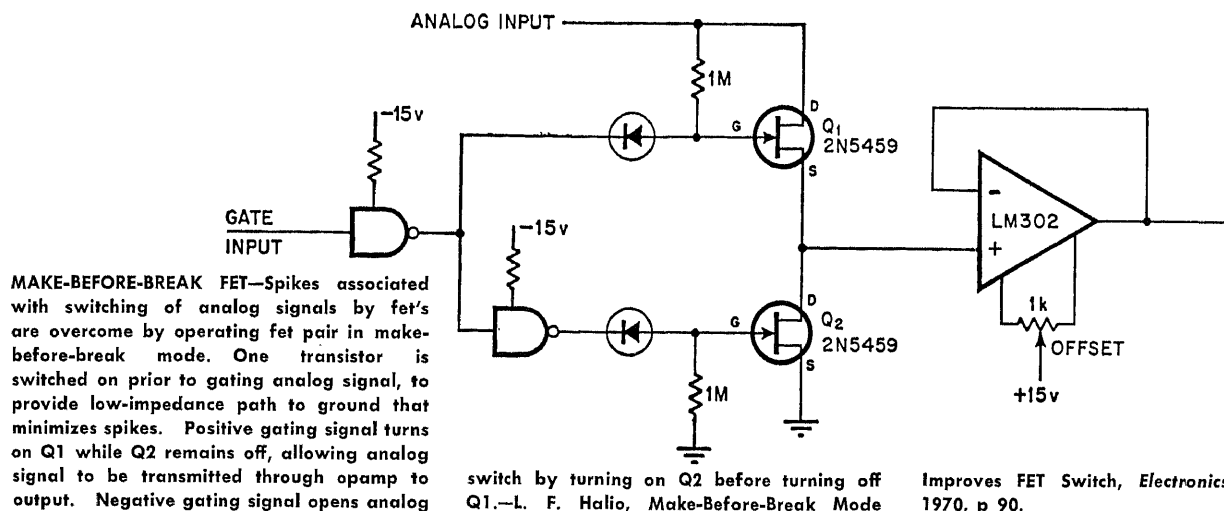 ANALOG INPUT
1M
-15v
D
G
Q1
2N5459
S
GATE
INPUT
-15v
-
LM302
+
D
G
Q2
2N5459
S
1k
OFFSET
1M
+15v
MAKE-BEFORE-BREAK FET—Spikes associated
with switching of analog signals by fet's
are overcome by operating fet pair in make-
before-break mode. One transistor is
switched on prior to gating analog signal, to
provide low-impedance path to ground that
minimizes spikes. Positive gating signal turns
on Q1 while Q2 remains off, allowing analog
signal to be transmitted through opamp to
output. Negative gating signal opens analog
switch by turning on Q2 before turning off
Q1.—L. F. Halio, Make-Before-Break Mode
Improves FET Switch, Electronics
1970, p 90.